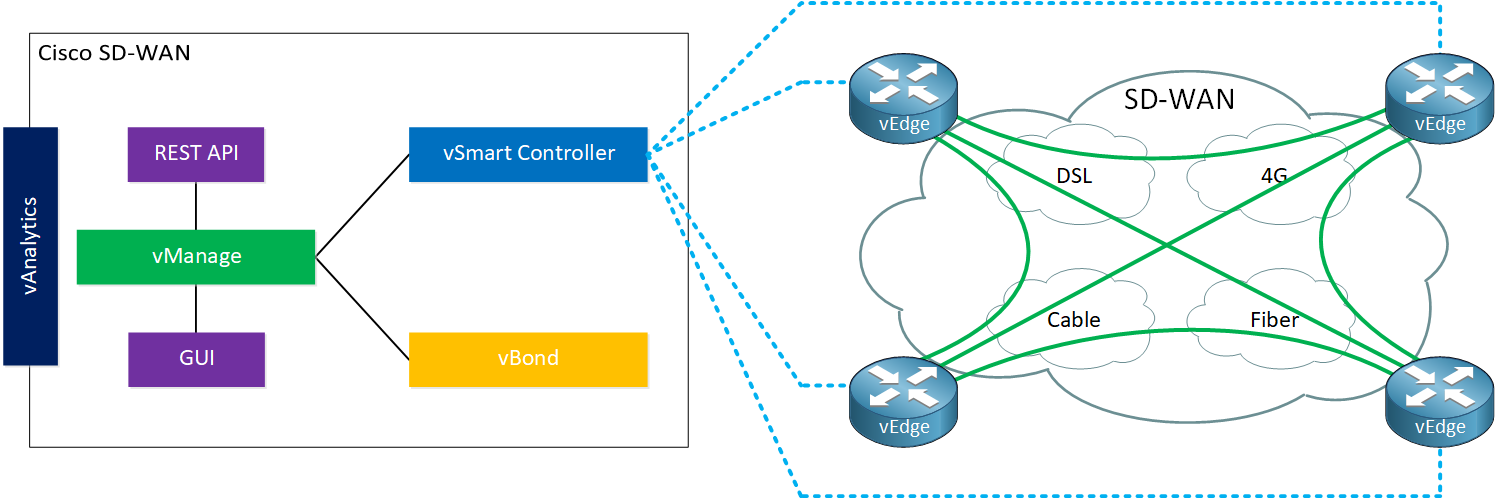 Cisco SD-WAN
vAnalytics
REST API
vManage
GUI
vSmart Controller
vBond
SD-WAN
vEdge
vEdge
DSL
4G
Cable
Fiber
vEdge
vEdge